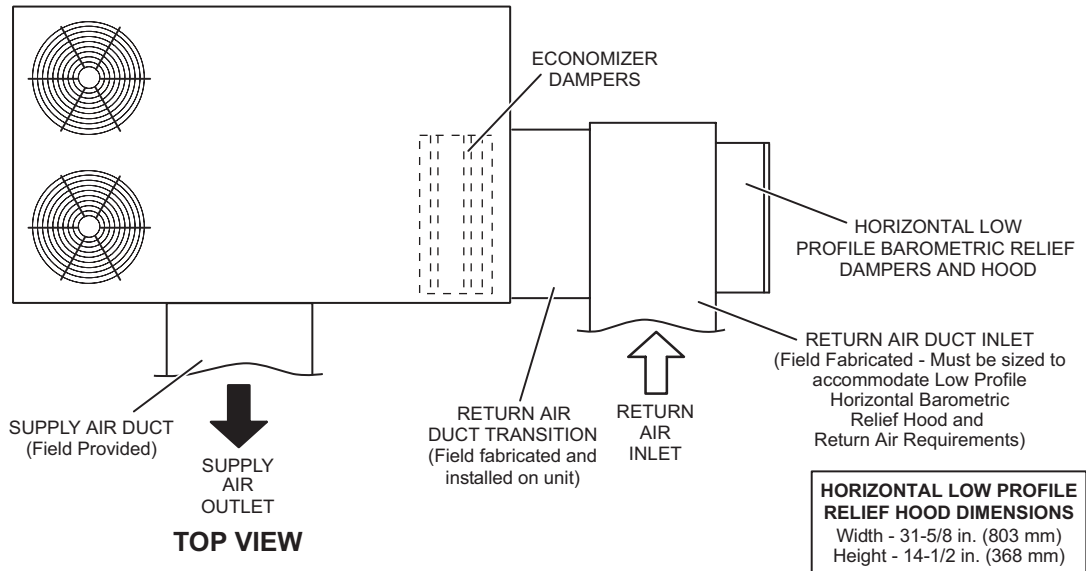 ECONOMIZER
DAMPERS
HORIZONTAL LOW
PROFILE BAROMETRIC RELIEF
DAMPERS AND HOOD
RETURN AIR DUCT INLET
(Field Fabricated - Must be sized to
accommodate Low Profile
Horizontal Barometric
Relief Hood and
Return Air Requirements)
SUPPLY AIR DUCT
(Field Provided)
SUPPLY
AIR
OUTLET
RETURN AIR
DUCT TRANSITION
(Field fabricated and
installed on unit)
RETURN
AIR
INLET
TOP VIEW
HORIZONTAL LOW PROFILE
RELIEF HOOD DIMENSIONS
Width - 31-5/8 in. (803 mm)
Height - 14-1/2 in. (368 mm)